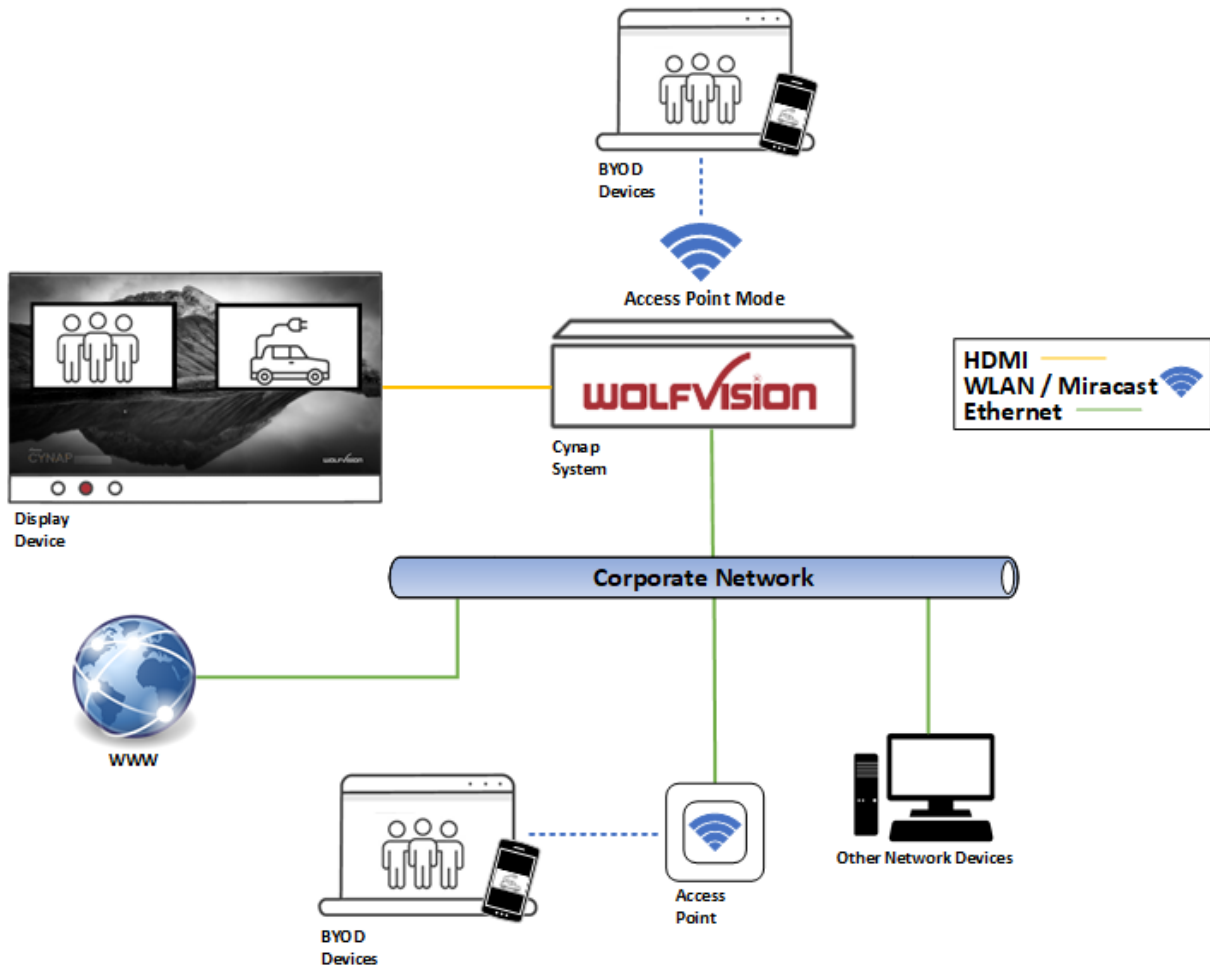 BYOD
Devices
Access Point Mode
WOLFVISION
Cynap
System
HDMI
WLAN / Miracast
Ethernet
CYNAP
WOLFVISION
Display
Device
Corporate Network
WWW
Other Network Devices
Access
Point
BYOD
Devices